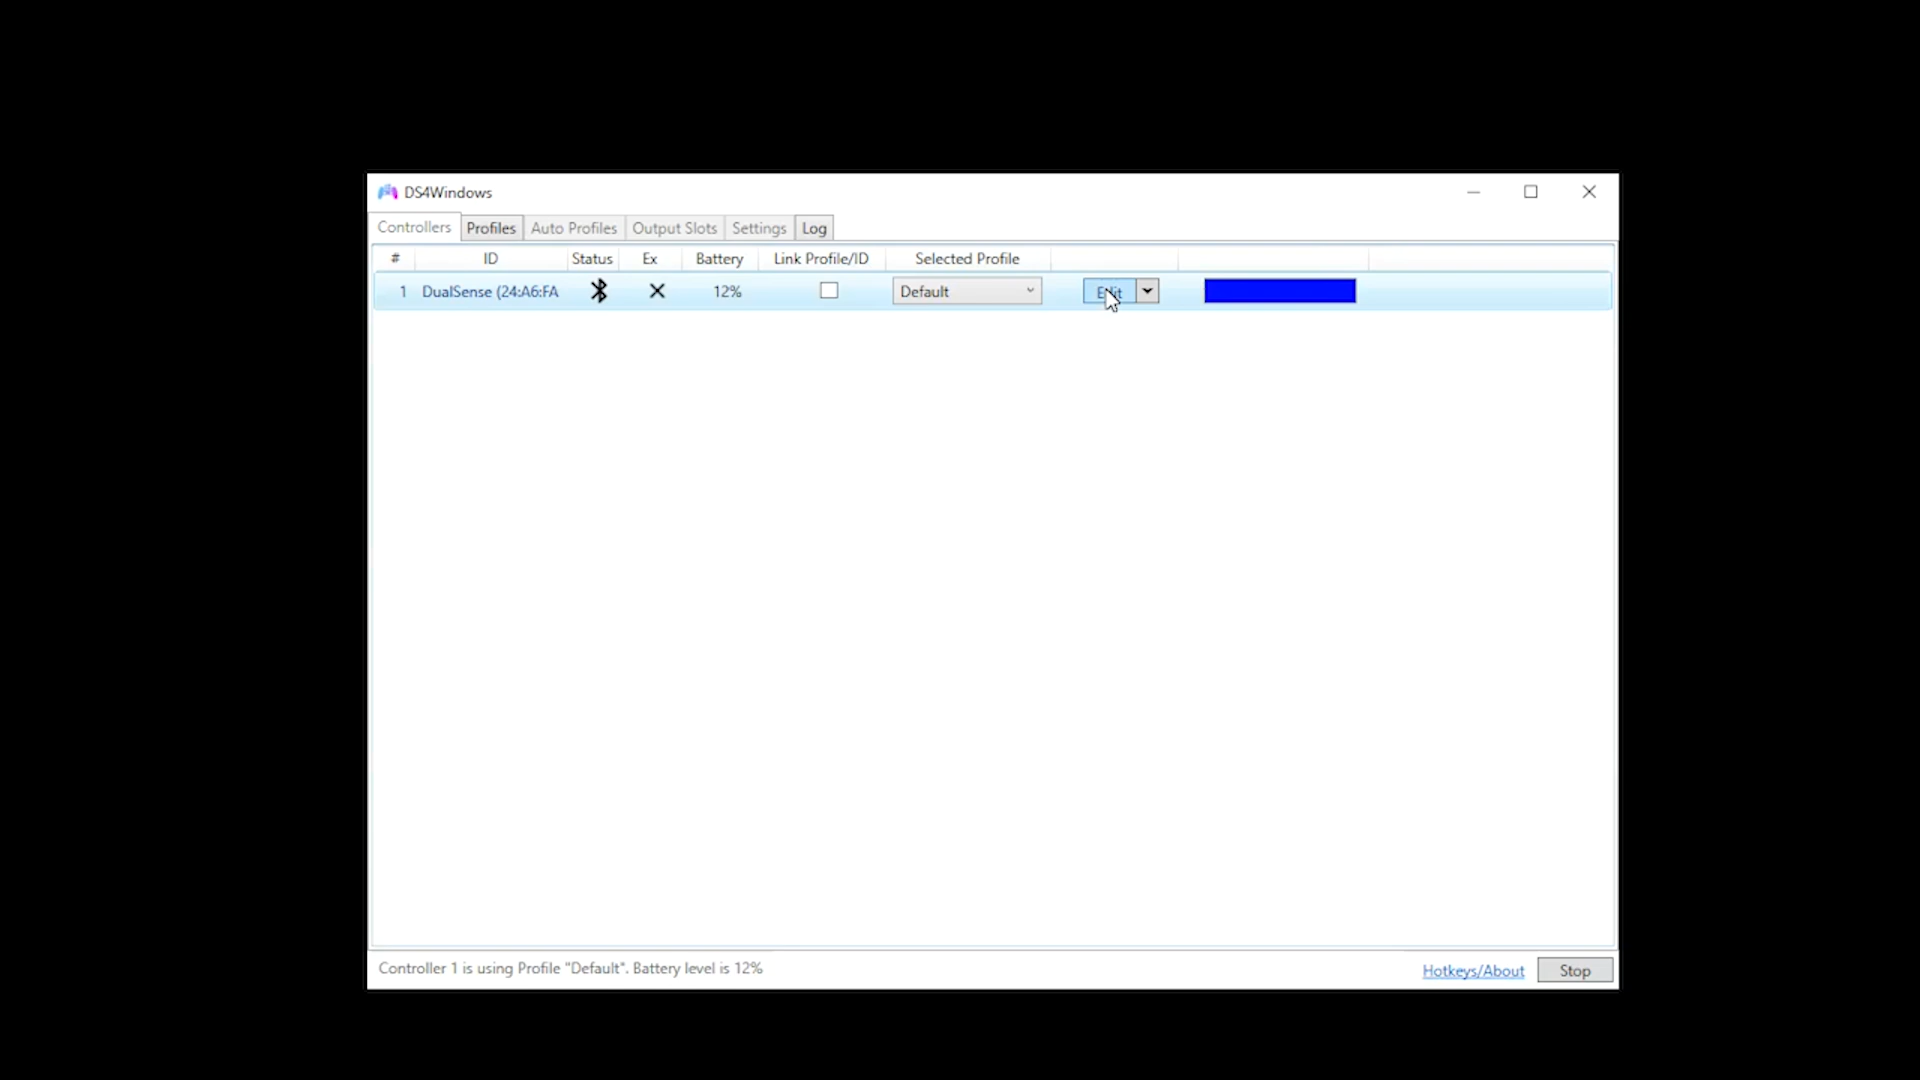 DS4Windows
Controllers Profiles Auto Profiles Output Slots Settings Log
# ID Status Ex Battery Link Profile/ID Selected Profile
1 DualSense (24:A6:FA 12% Default Edit
Controller 1 is using Profile "Default". Battery level is 12% Hotkeys/About Stop